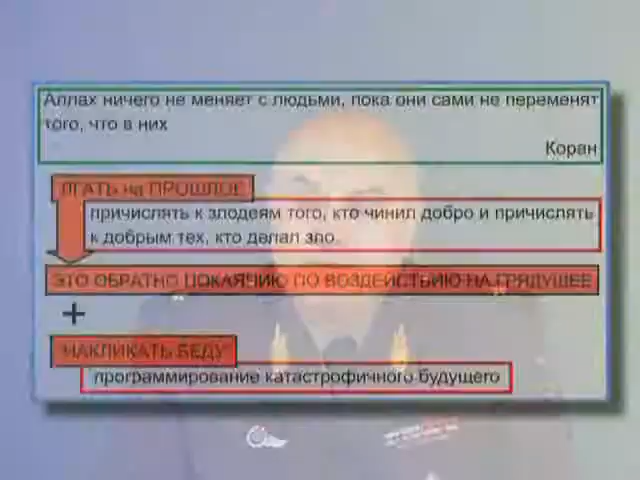 Аллах ничего не меняет с людьми, пока они сами не переменят
того, что в них
Коран
ЛГАТЬ на ПРОШЛОЕ
причислять к злодеям того, кто чинил добро и причислять
к добрым тех, кто делал зло.
ЭТО ОБРАТНО ПОКАЯНИЮ ПО ВОЗДЕЙСТВИЮ НА ГРЯДУЩЕЕ
+
НАКЛИКАТЬ БЕДУ
программирование катастрофичного будущего